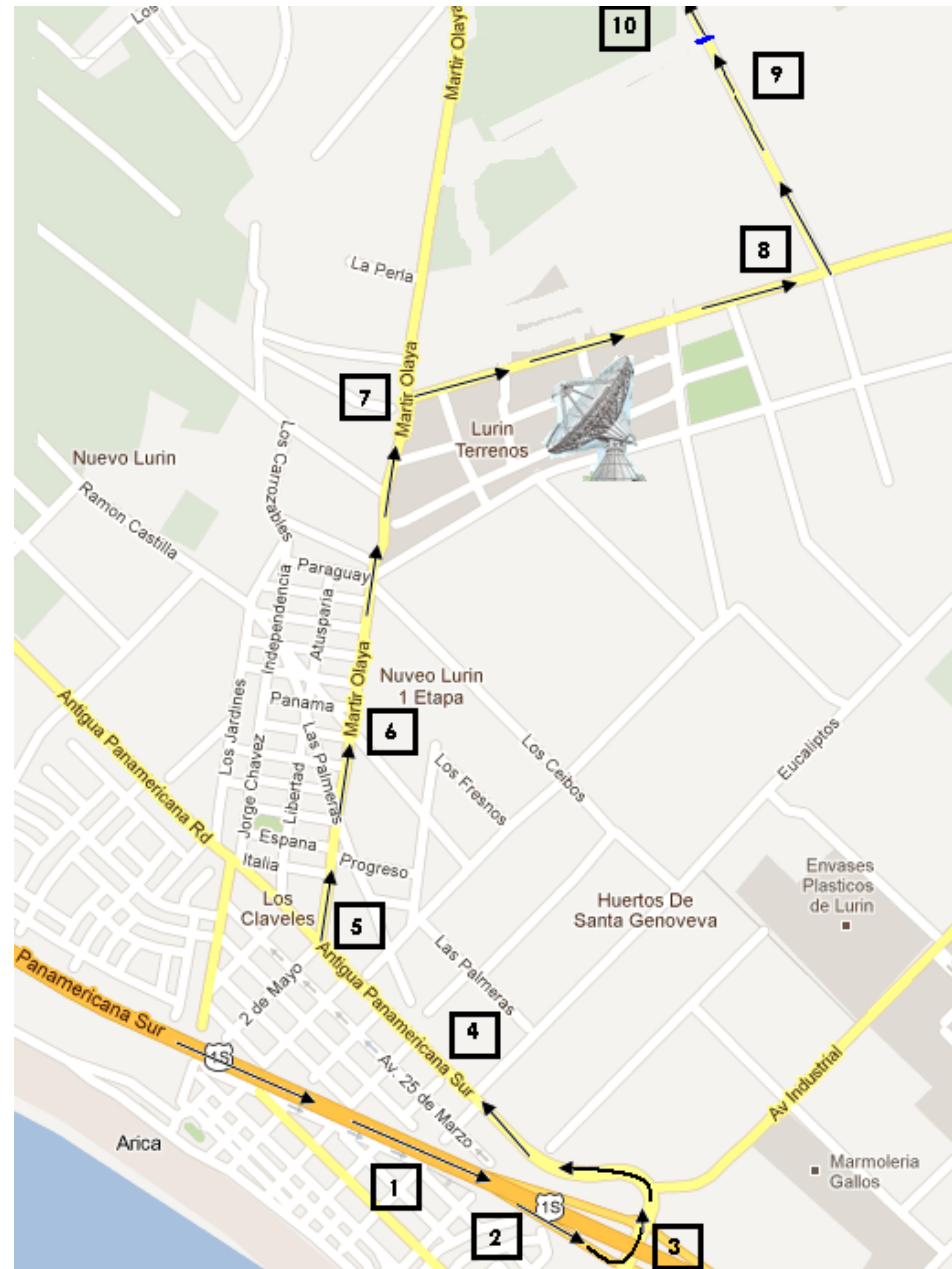 Los
10
Martir Olaya
9
8
La Perla
7
Martir Olaya
Lurin
Terrenos
Nuevo Lurin
Los Carrozables
Ramon Castilla
Paraguay
Independencia
Atusparia
Martir Olaya
Nuveo Lurin
1 Etapa
Panama
6
Los Jardines
Antigua Panamericana Rd
Las Palmeras
Los Fresnos
Los Ceibos
Eucaliptos
Jorge Chavez
Libertad
Espana
Italia
Progreso
Envases
Plasticos
de Lurin
Los
Claveles
5
Huertos De
Santa Genoveva
Antigua Panamericana Sur
Las Palmeras
Panamericana Sur
2 de Mayo
4
1S
Av. 25 de Marzo
Av Industrial
Arica
1
Marmoleria
Gallos
1S
2
3